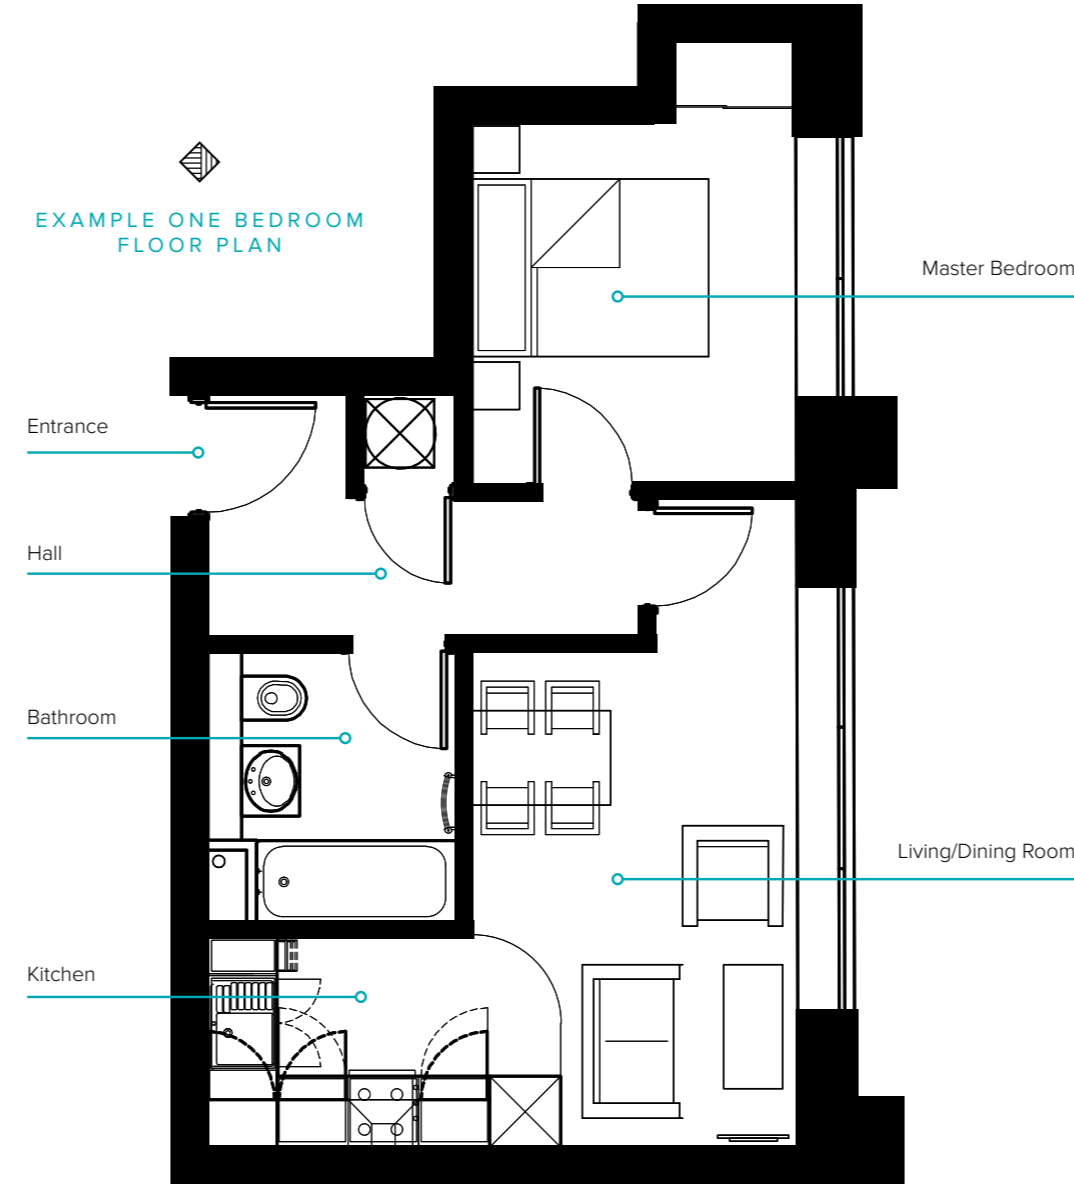 EXAMPLE ONE BEDROOM
FLOOR PLAN
Master Bedroom
Entrance
Hall
Bathroom
Living/Dining Room
Kitchen